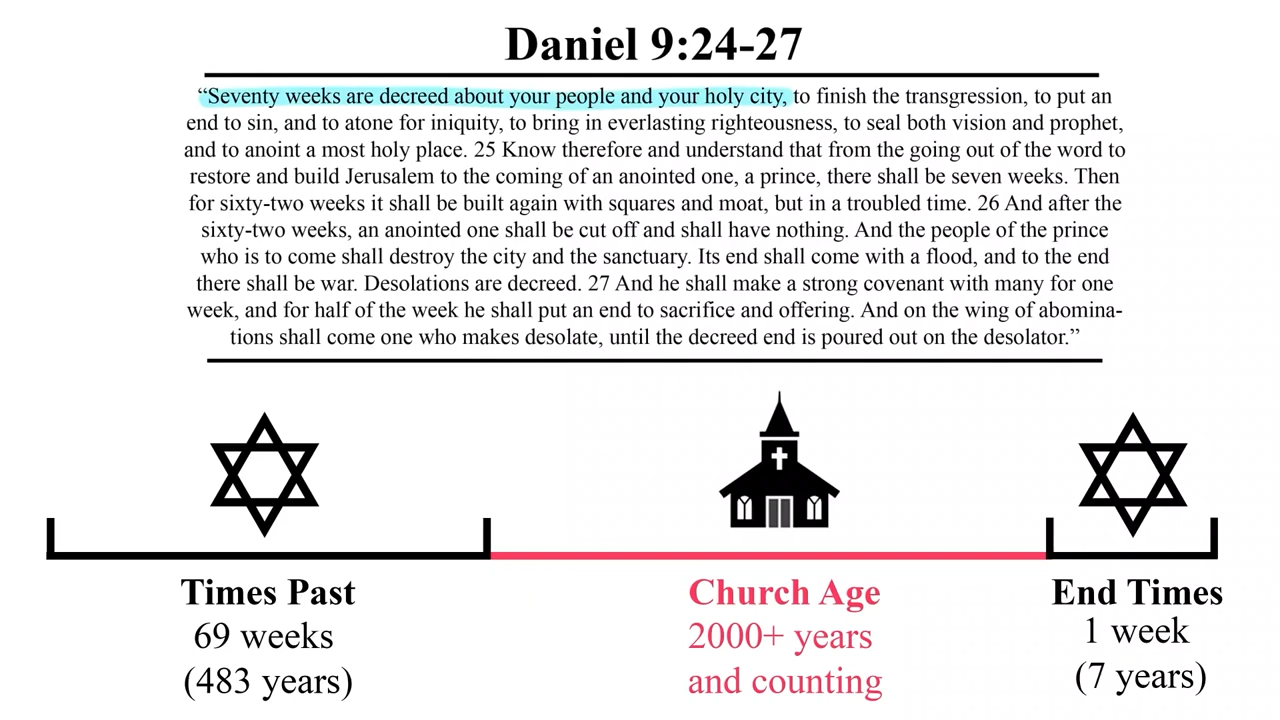 Daniel 9:24-27
“Seventy weeks are decreed about your people and your holy city, to finish the transgression, to put an
end to sin, and to atone for iniquity, to bring in everlasting righteousness, to seal both vision and prophet,
and to anoint a most holy place. 25 Know therefore and understand that from the going out of the word to
restore and build Jerusalem to the coming of an anointed one, a prince, there shall be seven weeks. Then
for sixty-two weeks it shall be built again with squares and moat, but in a troubled time. 26 And after the
sixty-two weeks, an anointed one shall be cut off and shall have nothing. And the people of the prince
who is to come shall destroy the city and the sanctuary. Its end shall come with a flood, and to the end
there shall be war. Desolations are decreed. 27 And he shall make a strong covenant with many for one
week, and for half of the week he shall put an end to sacrifice and offering. And on the wing of abomina-
tions shall come one who makes desolate, until the decreed end is poured out on the desolator.”
Times Past
69 weeks
(483 years)
Church Age
2000+ years
and counting
End Times
1 week
(7 years)